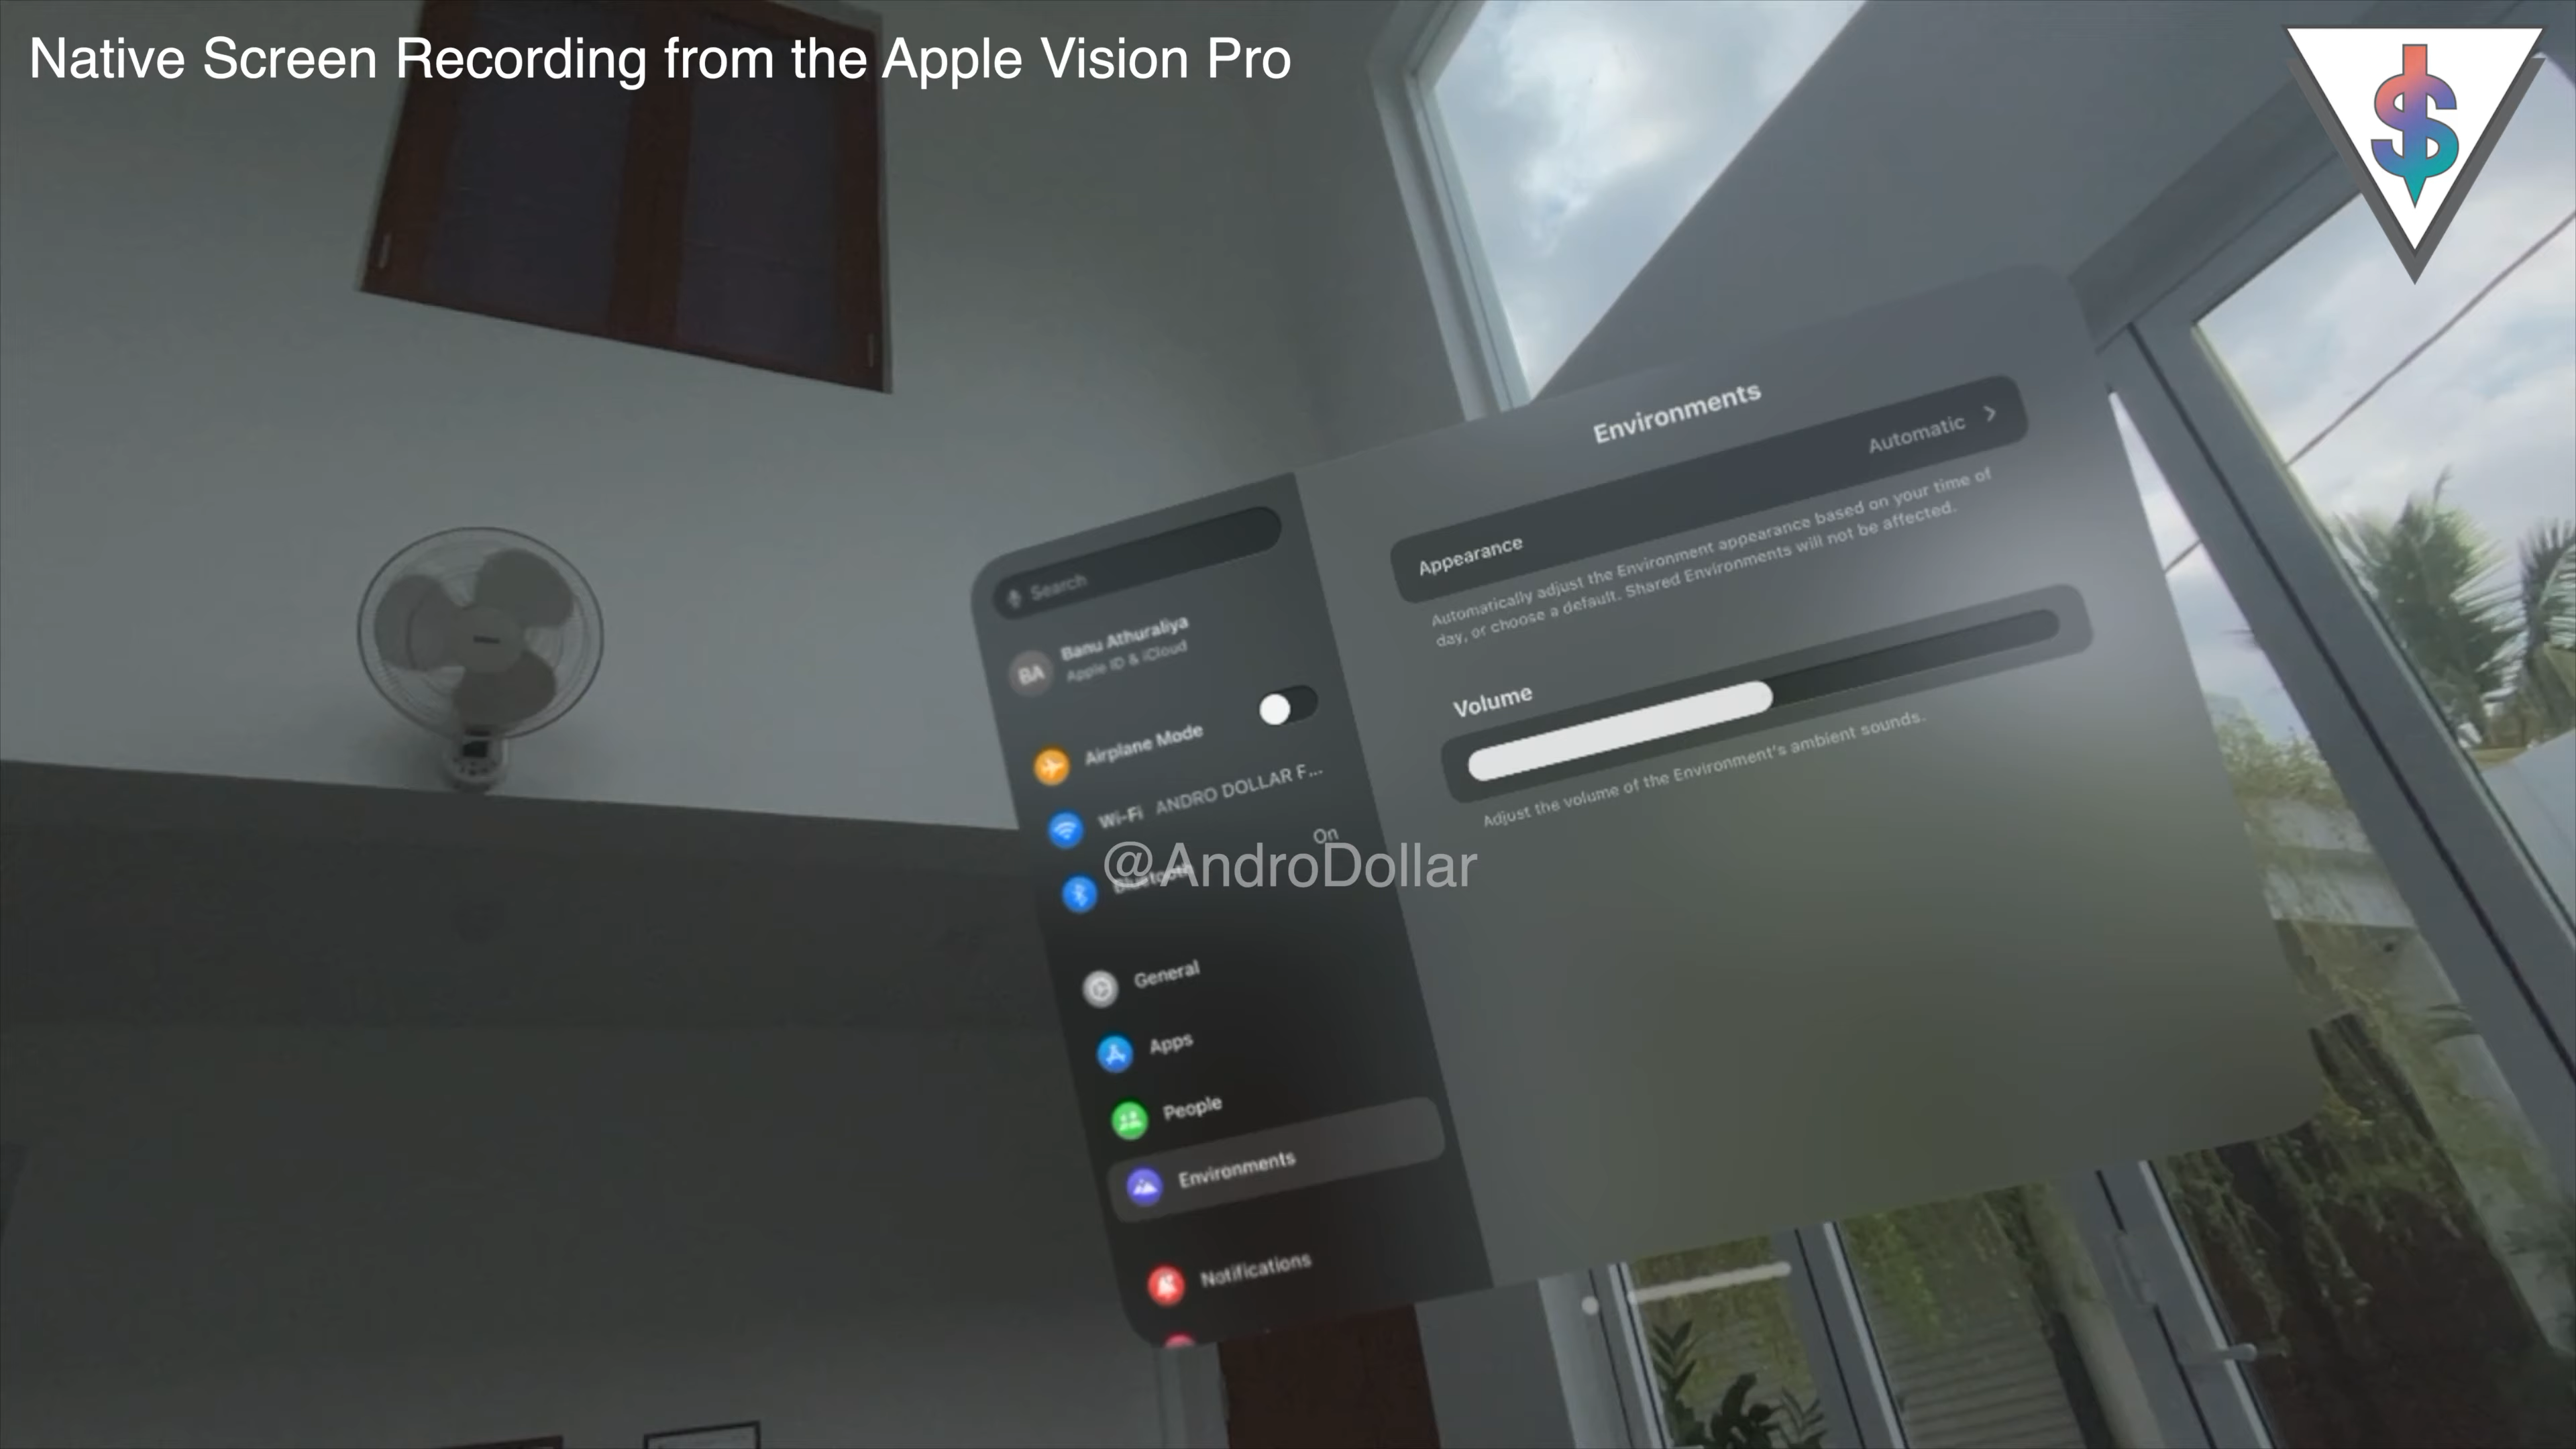 Native Screen Recording from the Apple Vision Pro
$
Search
BA
Banu Athuraliya
Apple ID & iCloud
Airplane Mode
Wi-Fi ANDRO DOLLAR F...
Bluetooth On
General
Apps
People
Environments
Notifications
Environments
Appearance Automatic >
Automatically adjust the Environment appearance based on your time of
day, or choose a default. Shared Environments will not be affected.
Volume
Adjust the volume of the Environment's ambient sounds.
@AndroDollar